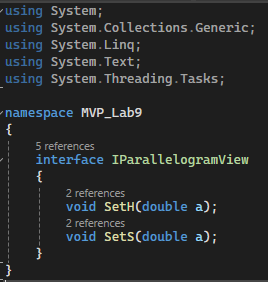 using System;
using System.Collections.Generic;
using System.Linq;
using System.Text;
using System.Threading.Tasks;
namespace MVP_Lab9
{
5 references
interface IParallelogramView
{
2 references
void SetH(double a);
2 references
void SetS(double a);
}
}